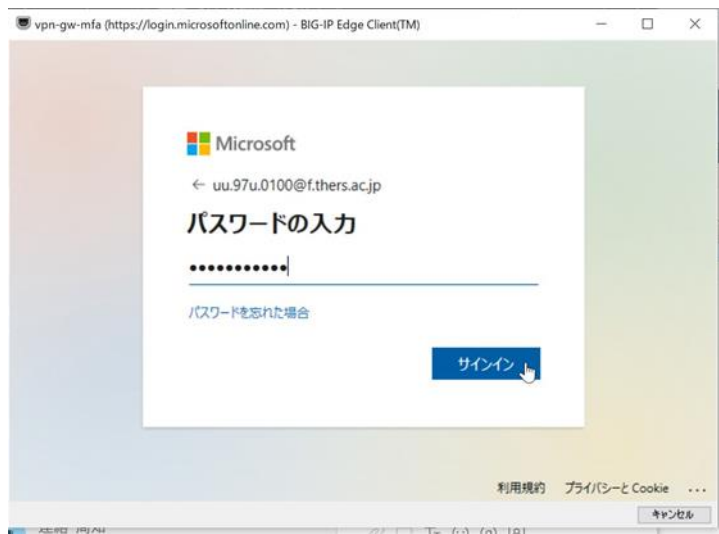 vpn-gw-mfa (https://login.microsoftonline.com) - BIG-IP Edge Client(TM)
Microsoft
← uu.97u.0100@f.thers.ac.jp
パスワードの入力
•••••••••••
パスワードを忘れた場合
サインイン
利用規約 プライバシーと Cookie ...
キャンセル